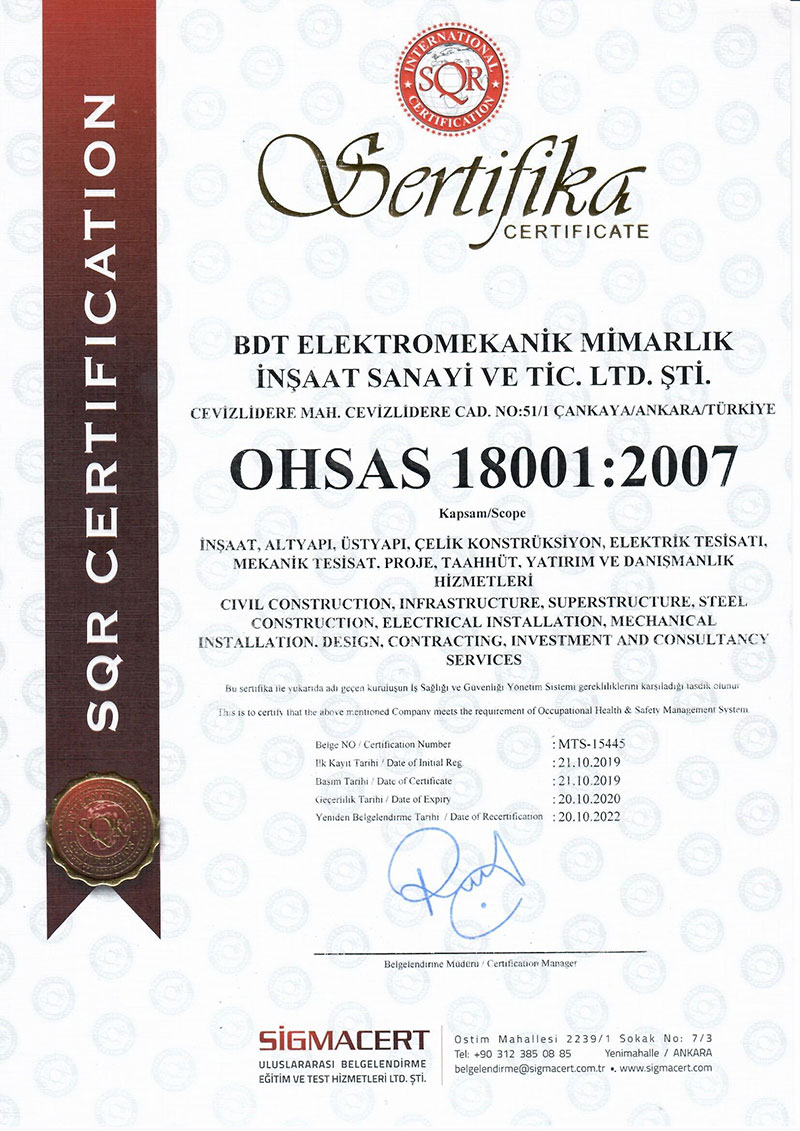 INTERNATIONAL
SQR
CERTIFICATION
Sertifika
CERTIFICATE
SQR CERTIFICATION
BDT ELEKTROMEKANİK MİMARLIK
İNŞAAT SANAYİ VE TİC. LTD. ŞTİ.
CEVİZLİDERE MAH. CEVİZLİDERE CAD. NO:51/1 ÇANKAYA/ANKARA/TÜRKİYE
OHSAS 18001:2007
Kapsam/Scope
İNŞAAT, ALTYAPI, ÜSTYAPI, ÇELİK KONSTRÜKSİYON, ELEKTRİK TESİSATI,
MEKANİK TESİSAT, PROJE, TAAHHÜT, YATIRIM VE DANIŞMANLIK
HİZMETLERİ
CIVIL CONSTRUCTION, INFRASTRUCTURE, SUPERSTRUCTURE, STEEL
CONSTRUCTION, ELECTRICAL INSTALLATION, MECHANICAL
INSTALLATION, DESIGN, CONTRACTING, INVESTMENT AND CONSULTANCY
SERVICES
Bu sertifika ile yukarıda adı geçen kuruluşun İş Sağlığı ve Güvenliği Yönetim Sistemi gerekliliklerini karşıladığı tasdik olunur
This is to certify that the above mentioned Company meets the requirement of Occupational Health & Safety Management System.
Belge NO / Certification Number : MTS-15445
İlk Kayıt Tarihi / Date of Initial Reg. : 21.10.2019
Basım Tarihi / Date of Certificate : 21.10.2019
Geçerlilik Tarihi / Date of Expiry : 20.10.2020
Yeniden Belgelendirme Tarihi / Date of Recertification : 20.10.2022
Belgelendirme Müdürü / Certification Manager
SİGMACERT
ULUSLARARASI BELGELENDİRME
EĞİTİM VE TEST HİZMETLERİ LTD. ŞTİ.
Ostim Mahallesi 2239/1 Sokak No: 7/3
Tel: +90 312 385 08 85 Yenimahalle / ANKARA
belgelendirme@sigmacert.com.tr •. www.sigmacert.com